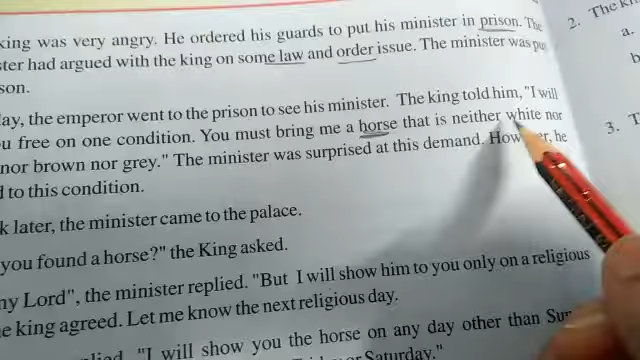 king was very angry. He ordered his guards to put his minister in prison. The
ster had argued with the king on some law and order issue. The minister was pu
son.
lay, the emperor went to the prison to see his minister. The king told him, "I will
u free on one condition. You must bring me a horse that is neither white nor
nor brown nor grey." The minister was surprised at this demand. How er, he
d to this condition.
k later, the minister came to the palace.
you found a horse?" the King asked.
ny Lord", the minister replied. "But I will show him to you only on a religious
e king agreed. Let me know the next religious day.
plied. "I will show you the horse on any day other than Sun
or Saturday."
2. The k
a.
b
3. T